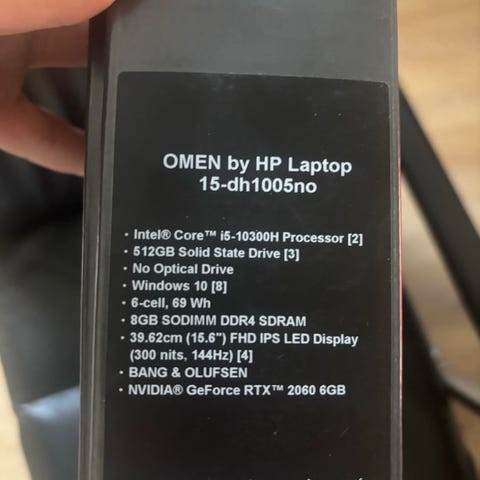 OMEN by HP Laptop
15-dh1005no
· Intel® Core™ i5-10300H Processor [2]
· 512GB Solid State Drive [3]
· No Optical Drive
· Windows 10 [8]
· 6-cell, 69 Wh
· 8GB SODIMM DDR4 SDRAM
· 39.62cm (15.6") FHD IPS LED Display
(300 nits, 144Hz) [4]
· BANG & OLUFSEN
· NVIDIA® GeForce RTX™ 2060 6GB